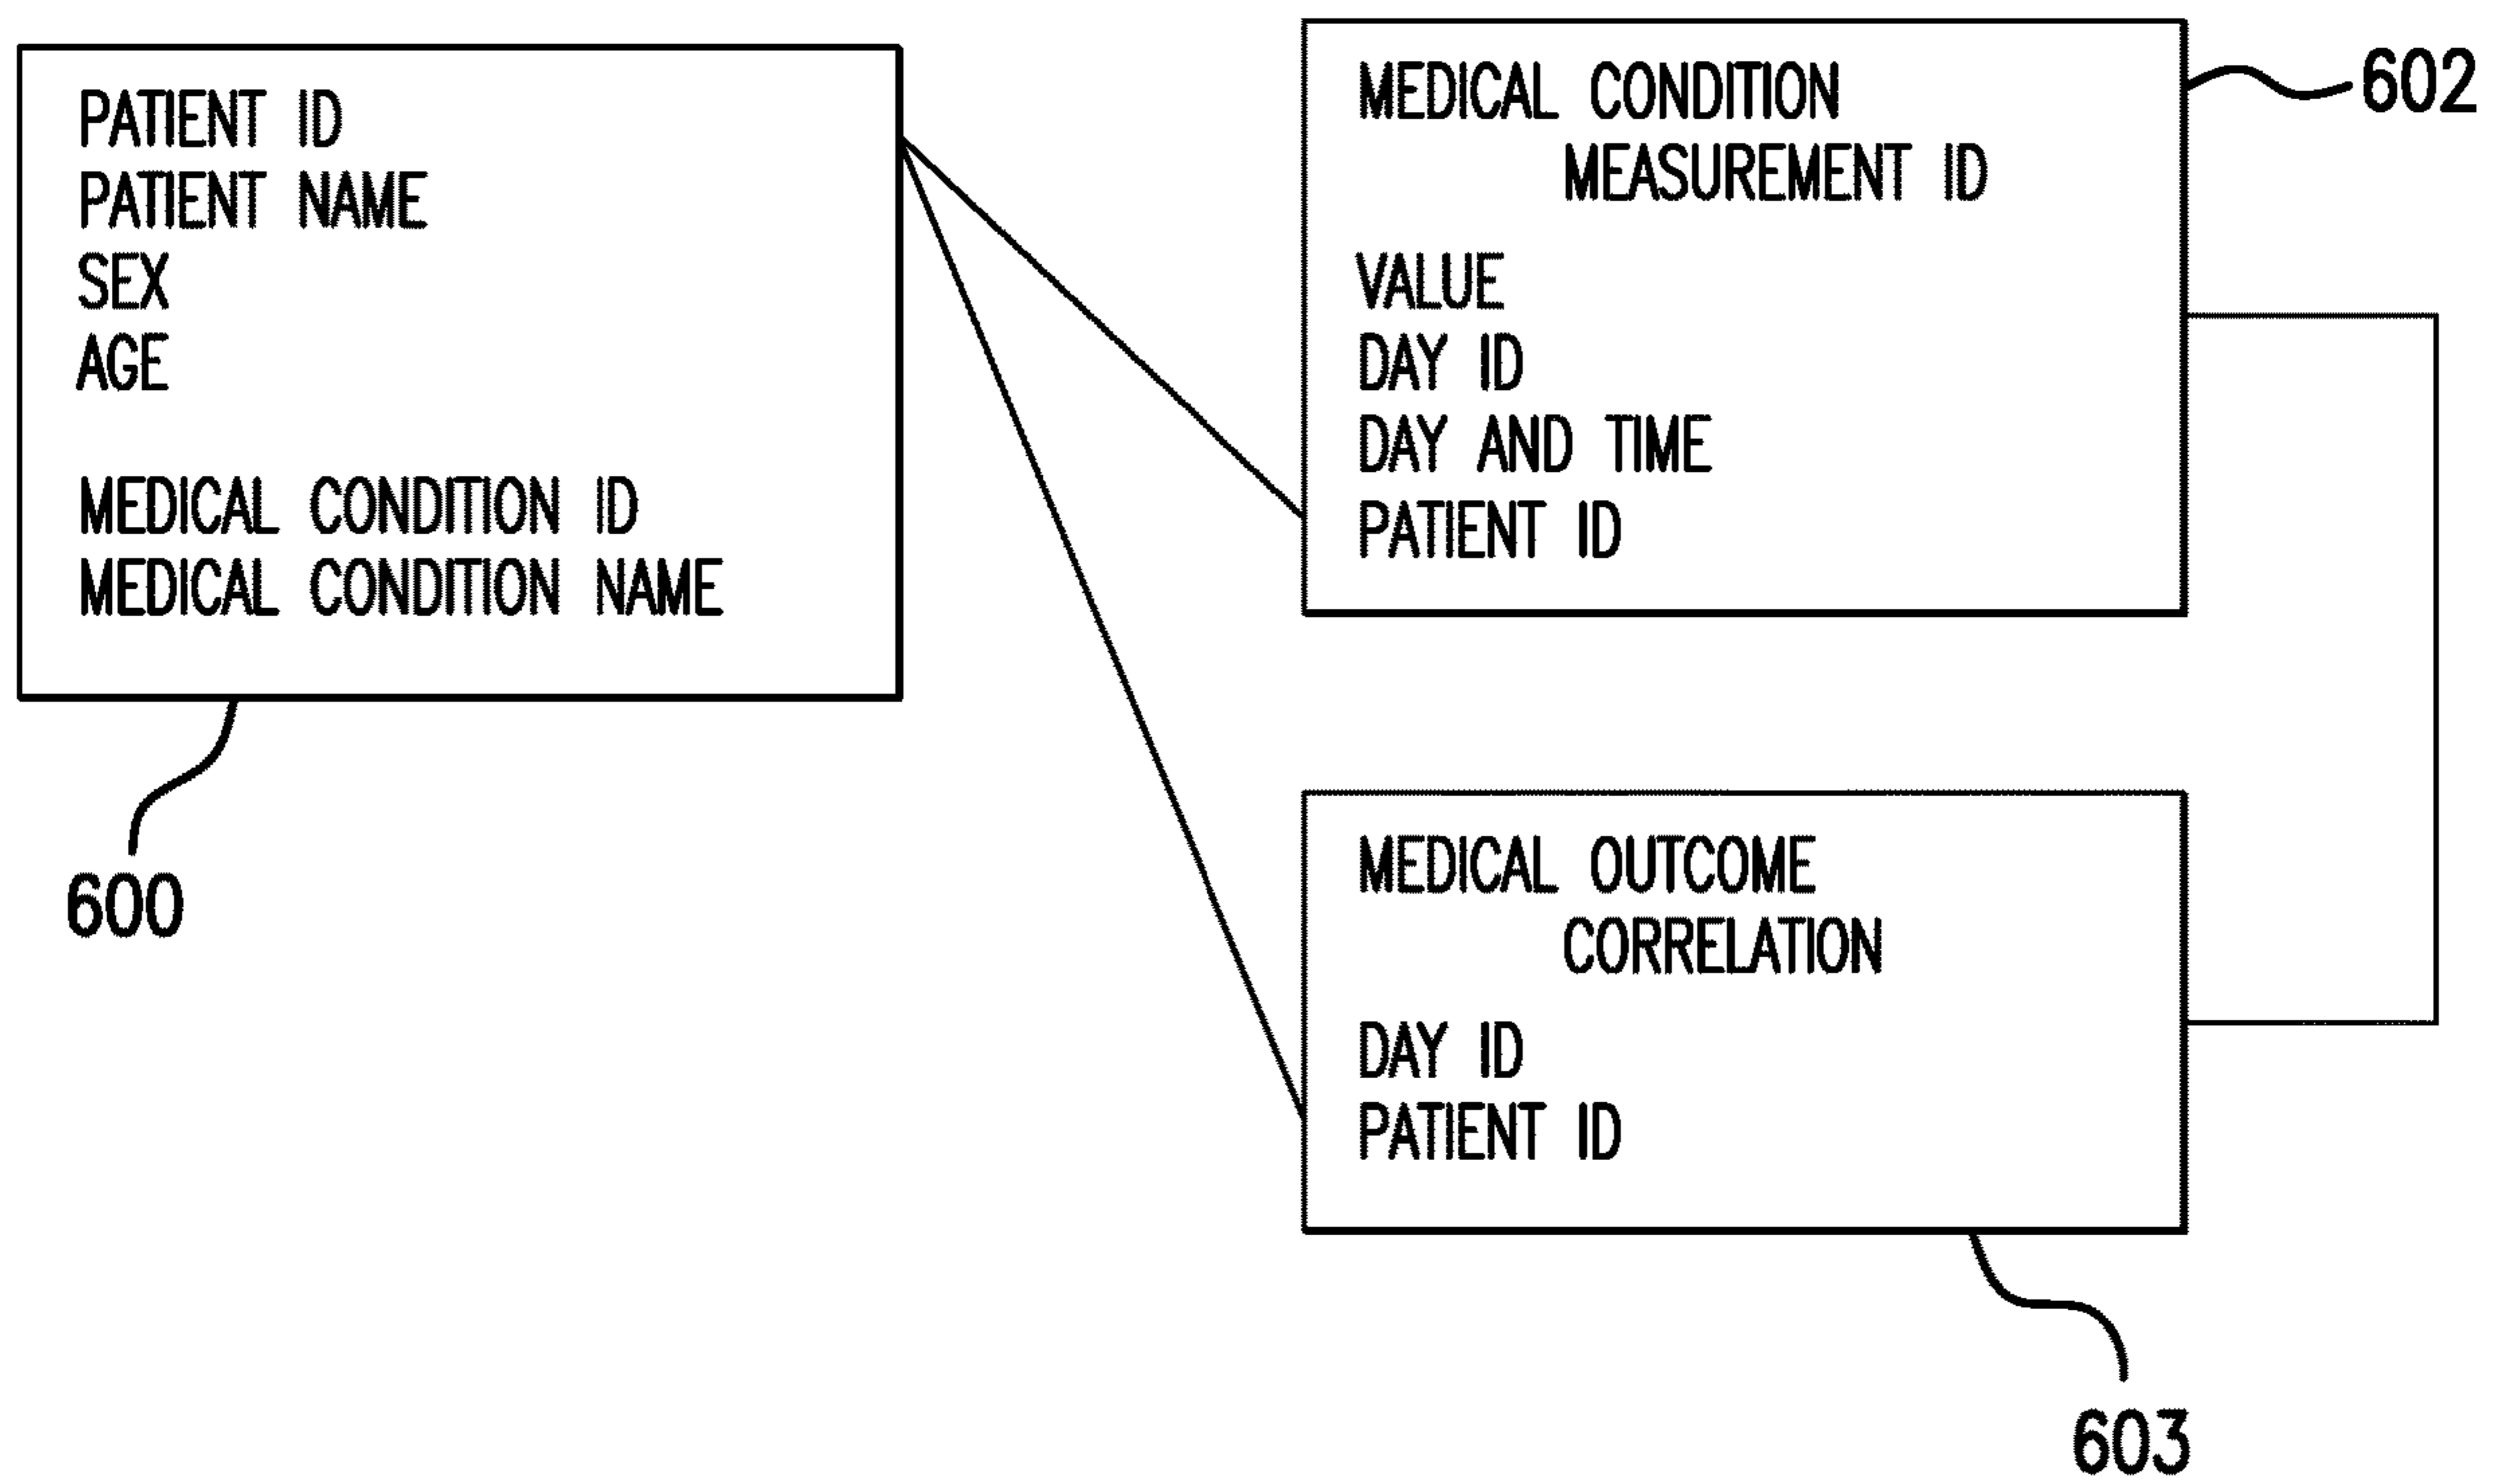 PATIENT ID
PATIENT NAME
SEX
AGE
MEDICAL CONDITION ID
MEDICAL CONDITION NAME
600
MEDICAL CONDITION
MEASUREMENT ID
VALUE
DAY ID
DAY AND TIME
PATIENT ID
602
MEDICAL OUTCOME
CORRELATION
DAY ID
PATIENT ID
603